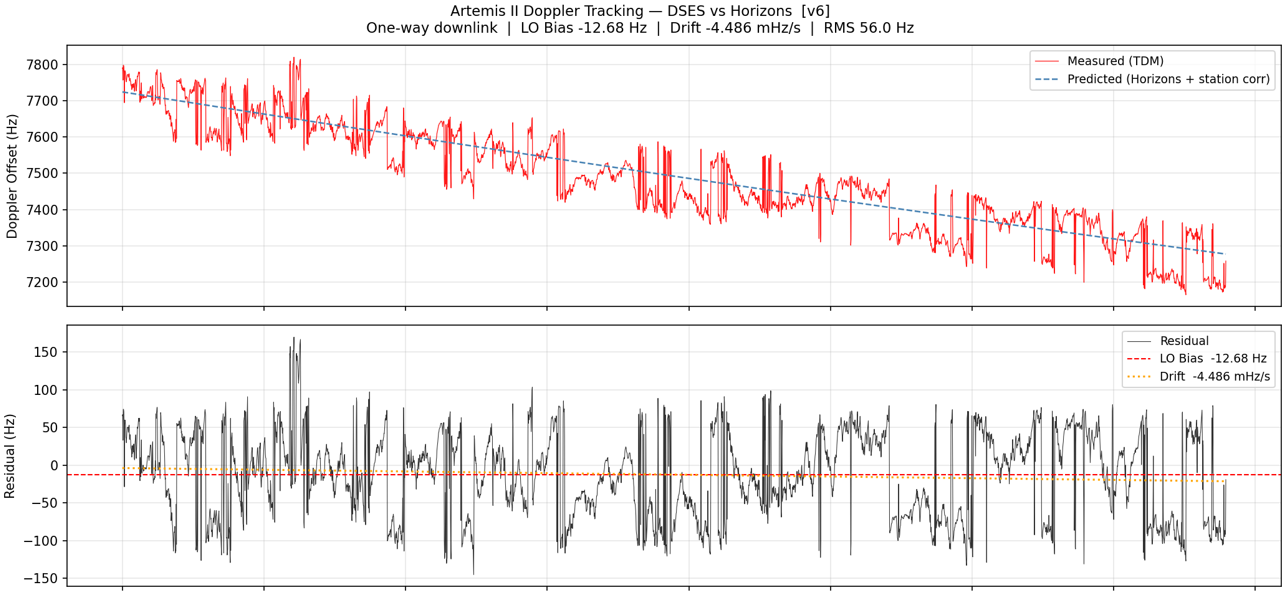 Artemis II Doppler Tracking — DSES vs Horizons [v6]
One-way downlink | LO Bias -12.68 Hz | Drift -4.486 mHz/s | RMS 56.0 Hz
Doppler Offset (Hz)
7800
7700
7600
7500
7400
7300
7200
Measured (TDM)
Predicted (Horizons + station corr)
Residual (Hz)
150
100
50
0
−50
−100
−150
Residual
LO Bias -12.68 Hz
Drift -4.486 mHz/s